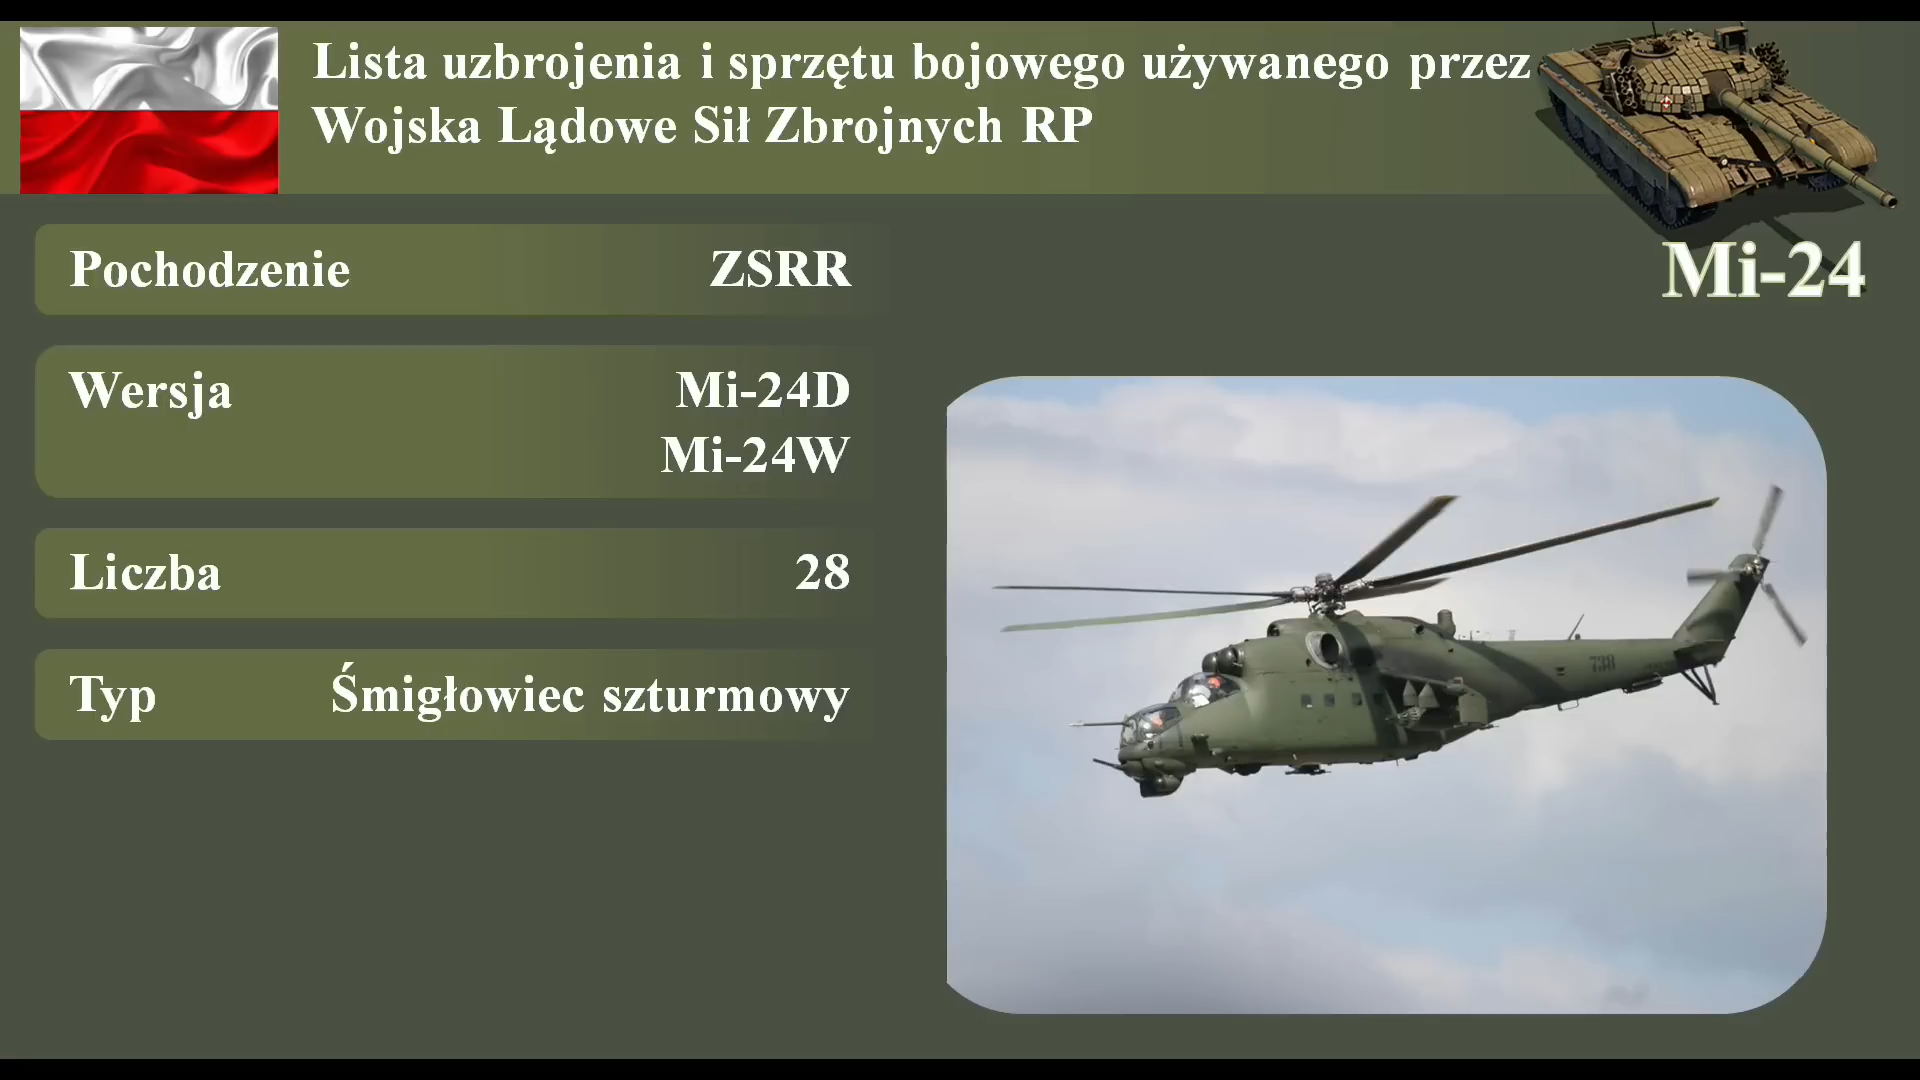 Lista uzbrojenia i sprzętu bojowego używanego przez
Wojska Lądowe Sił Zbrojnych RP
Mi-24
Pochodzenie ZSRR
Wersja Mi-24D
Mi-24W
Liczba 28
Typ Śmigłowiec szturmowy
738